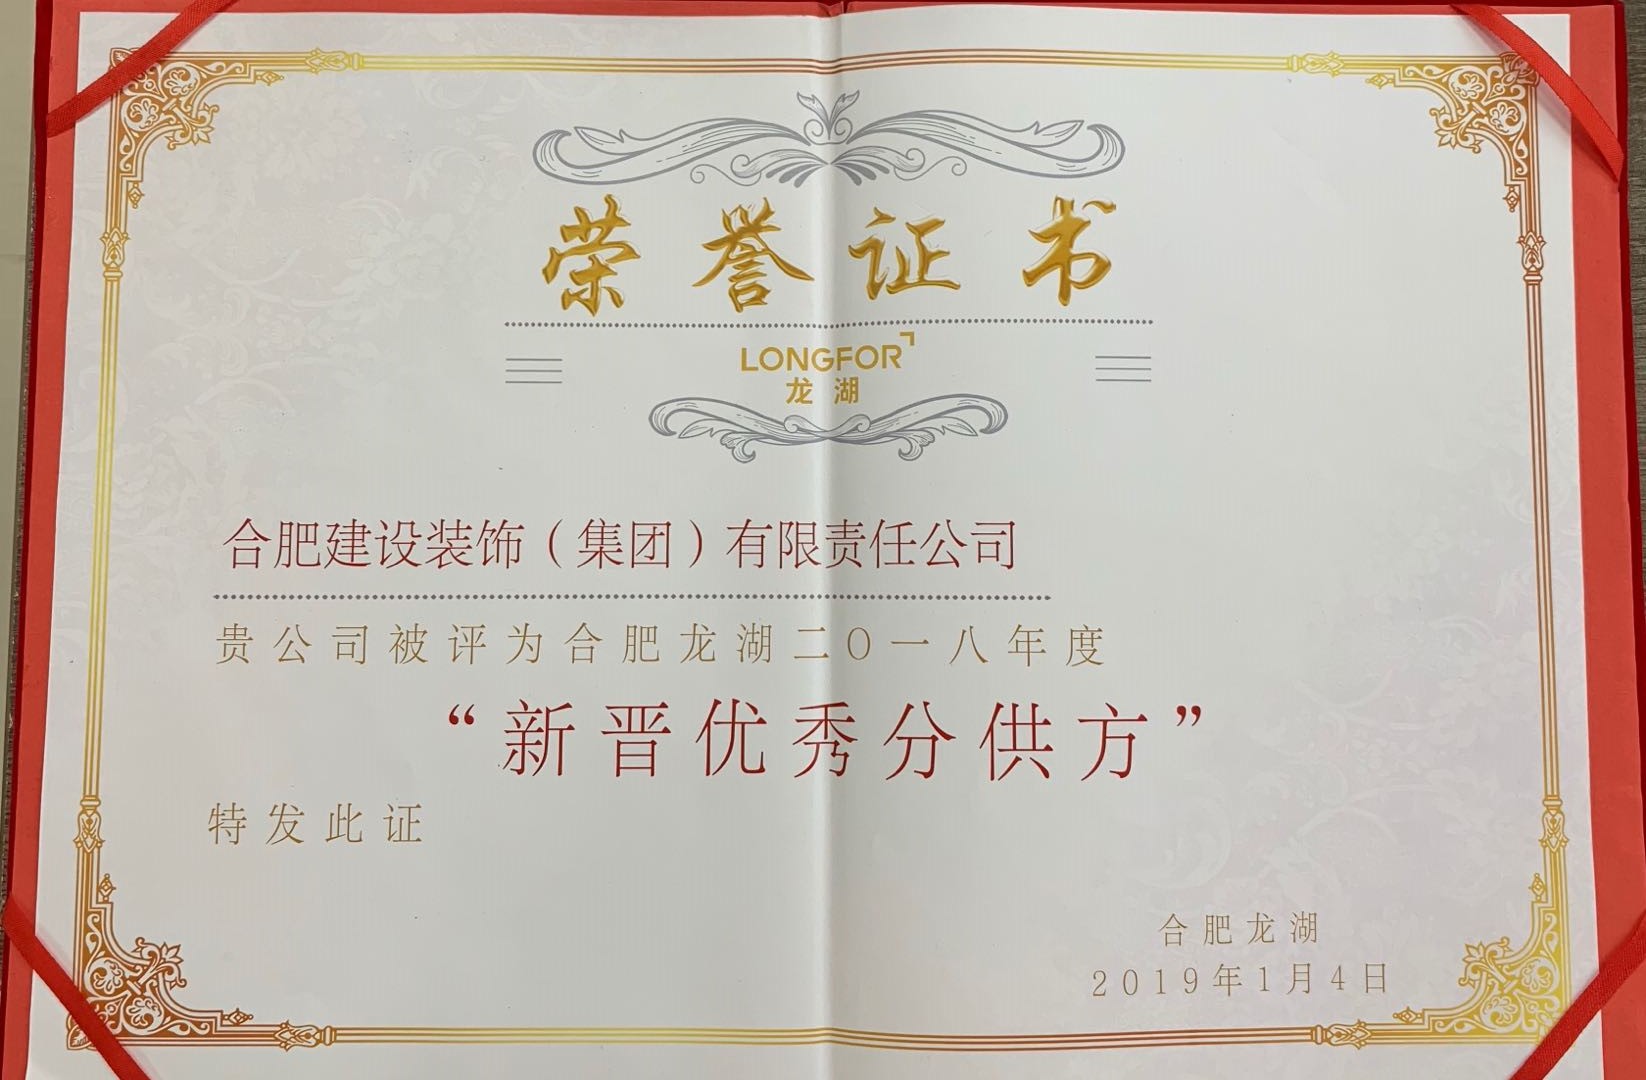 荣誉证书
LONGFOR
龙湖
合肥建设装饰（集团）有限责任公司
贵公司被评为合肥龙湖二〇一八年度
“新晋优秀分供方”
特发此证
合肥龙湖
2019年1月4日